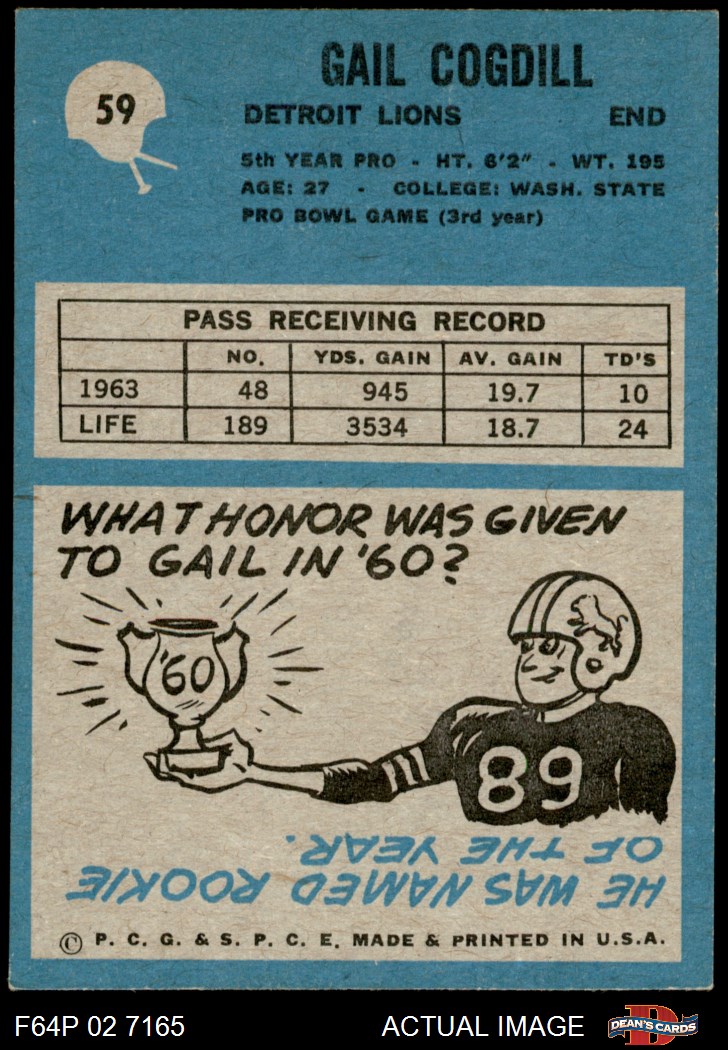 59
GAIL COGDILL
DETROIT LIONS END
5th YEAR PRO - HT. 6'2" - WT. 195
AGE: 27 - COLLEGE: WASH. STATE
PRO BOWL GAME (3rd year)
PASS RECEIVING RECORD
NO. YDS. GAIN AV. GAIN TD'S
1963 48 945 19.7 10
LIFE 189 3534 18.7 24
WHAT HONOR WAS GIVEN
TO GAIL IN '60?
'60
89
HE WAS NAMED ROOKIE
OF THE YEAR.
© P. C. G. & S. P. C. E. MADE & PRINTED IN U.S.A.
F64P 02 7165 ACTUAL IMAGE DEAN'S CARDS